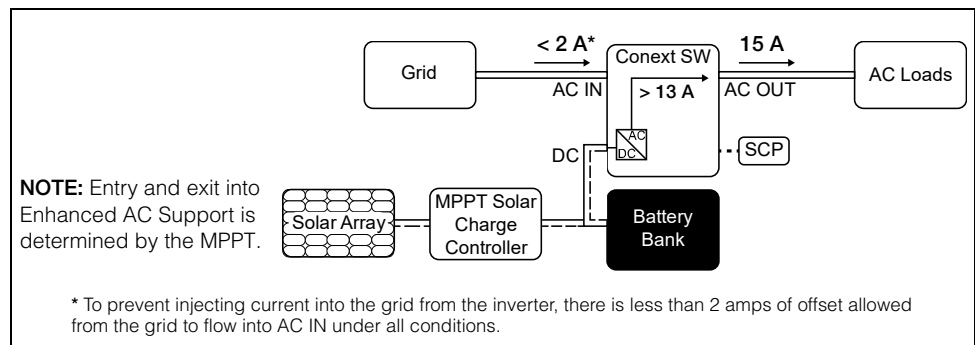 < 2 A*
15 A
Grid
Conext SW
AC Loads
AC IN
> 13 A
AC OUT
AC
DC
DC
SCP
NOTE: Entry and exit into
Enhanced AC Support is
determined by the MPPT.
Solar Array
MPPT Solar
Charge
Controller
Battery
Bank
* To prevent injecting current into the grid from the inverter, there is less than 2 amps of offset allowed
from the grid to flow into AC IN under all conditions.